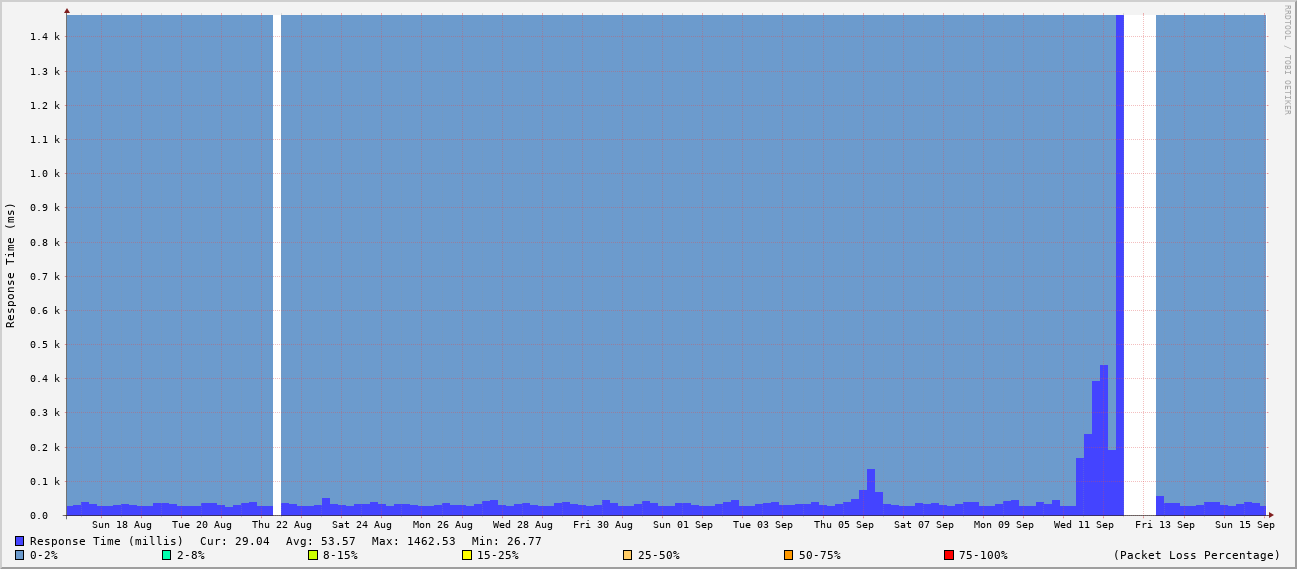 RRDTOOL / TOBI OETIKER
Response Time (ms)
1.4 k
1.3 k
1.2 k
1.1 k
1.0 k
0.9 k
0.8 k
0.7 k
0.6 k
0.5 k
0.4 k
0.3 k
0.2 k
0.1 k
0.0
Sun 18 Aug Tue 20 Aug Thu 22 Aug Sat 24 Aug Mon 26 Aug Wed 28 Aug Fri 30 Aug Sun 01 Sep Tue 03 Sep Thu 05 Sep Sat 07 Sep Mon 09 Sep Wed 11 Sep Fri 13 Sep Sun 15 Sep
Response Time (millis) Cur: 29.04 Avg: 53.57 Max: 1462.53 Min: 26.77
0-2% 2-8% 8-15% 15-25% 25-50% 50-75% 75-100% (Packet Loss Percentage)